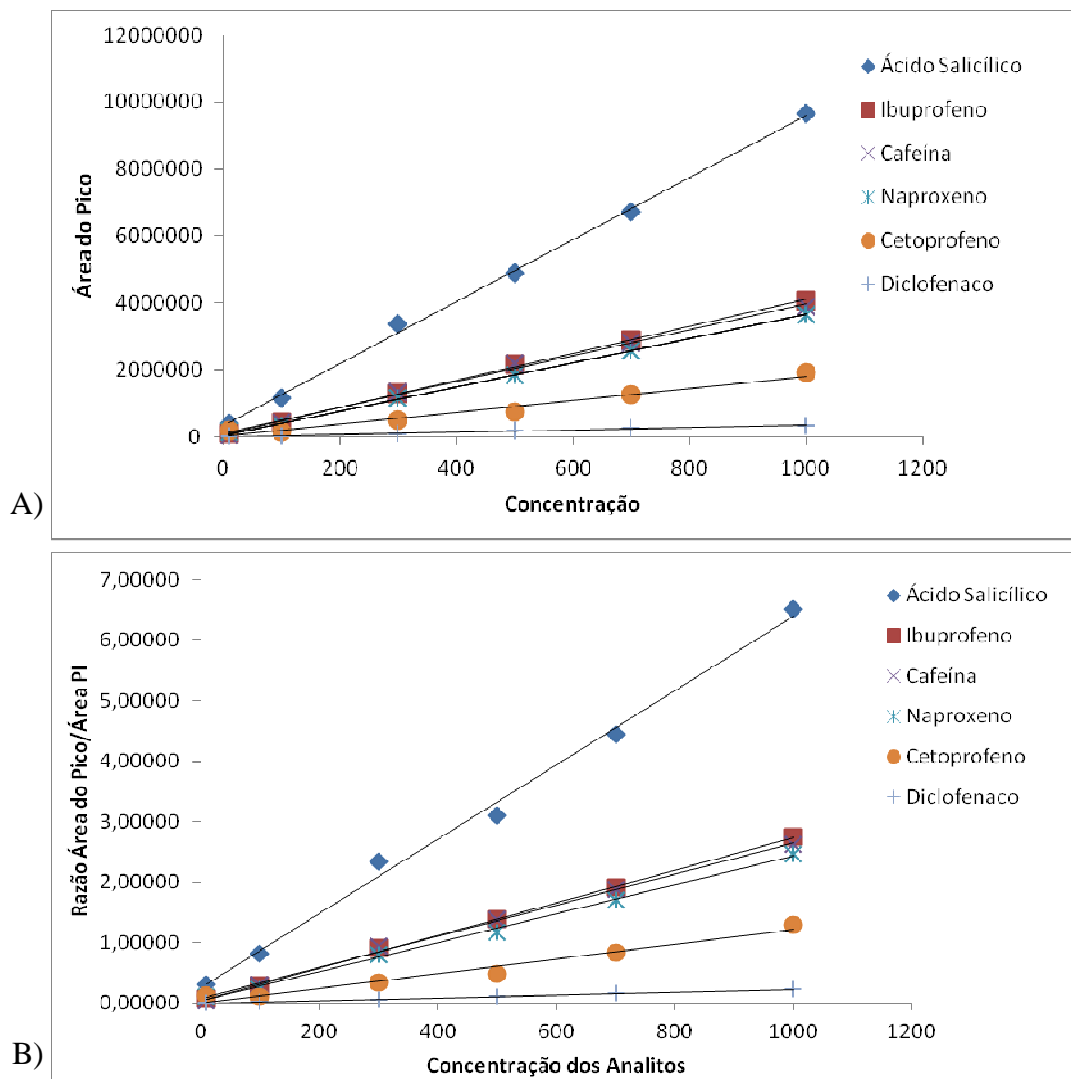 12000000
10000000
8000000
6000000
4000000
2000000
0
Área do Pico
0
200
400
600
800
1000
1200
Concentração
Ácido Salicílico
Ibuprofeno
Cafeína
Naproxeno
Cetoprofeno
Diclofenaco
A)
7,00000
6,00000
5,00000
4,00000
3,00000
2,00000
1,00000
0,00000
Razão Área do Pico/Área PI
0
200
400
600
800
1000
1200
Concentração dos Analitos
Ácido Salicílico
Ibuprofeno
Cafeína
Naproxeno
Cetoprofeno
Diclofenaco
B)